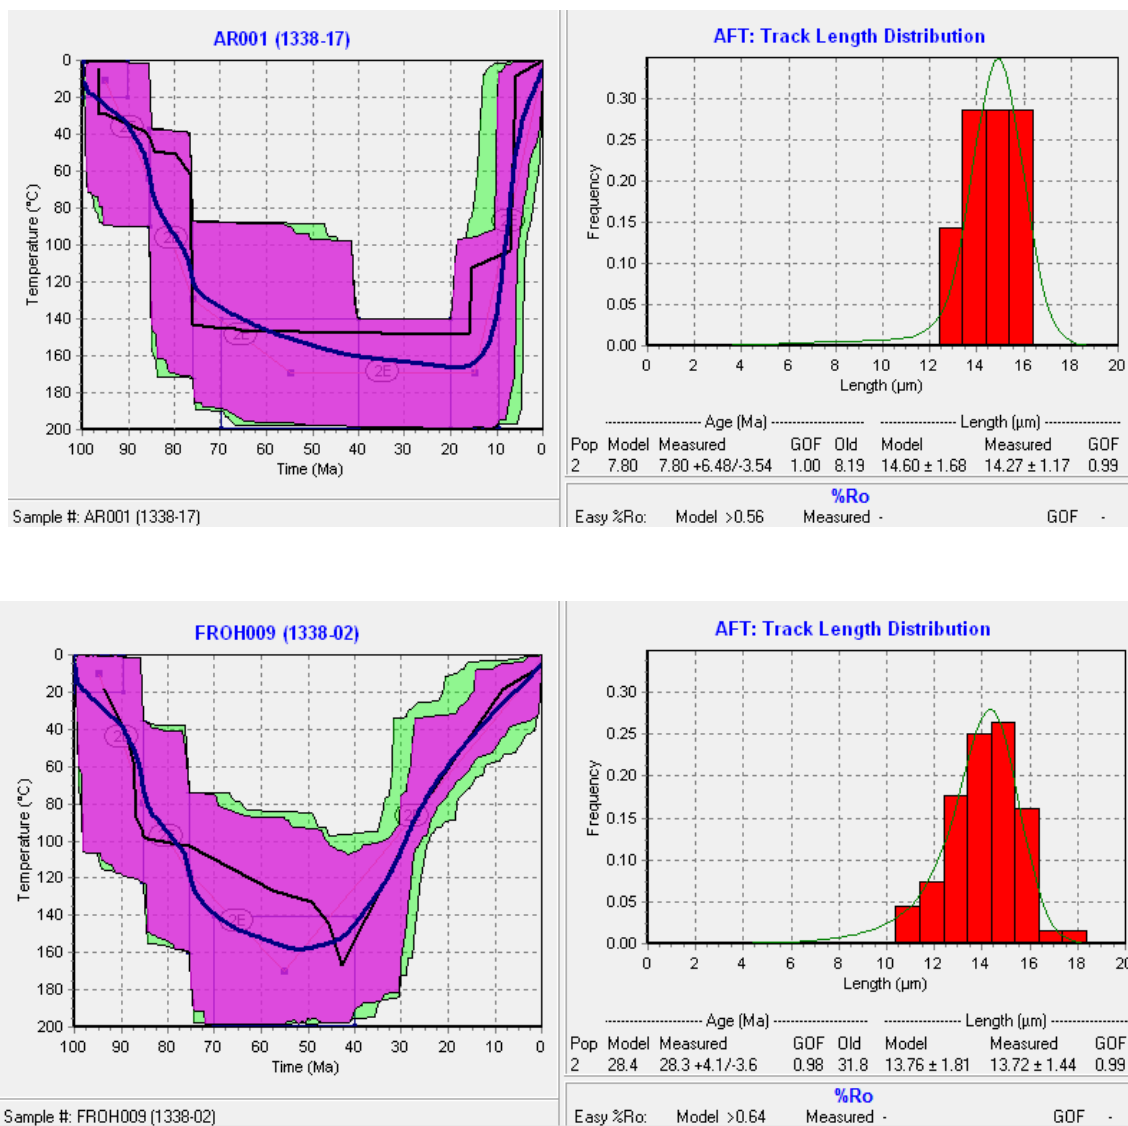 AR001 (1338-17)
0
20
40
60
80
100
120
140
160
180
200
Temperature (°C)
2E
2E
2E
100 90 80 70 60 50 40 30 20 10 0
Time (Ma)
Sample #: AR001 (1338-17)
AFT: Track Length Distribution
0.30
0.25
0.20
0.15
0.10
0.05
0.00
Frequency
0 2 4 6 8 10 12 14 16 18 20
Length (µm)
Age (Ma) Length (µm)
Pop Model Measured GOF Old Model Measured GOF
2 7.80 7.80 +6.48/-3.54 1.00 8.19 14.60 ± 1.68 14.27 ± 1.17 0.99
%Ro
Easy %Ro: Model >0.56 Measured - GOF -
FROH009 (1338-02)
0
20
40
60
80
100
120
140
160
180
200
Temperature (°C)
2E
100 90 80 70 60 50 40 30 20 10 0
Time (Ma)
Sample #: FROH009 (1338-02)
AFT: Track Length Distribution
0.30
0.25
0.20
0.15
0.10
0.05
0.00
Frequency
0 2 4 6 8 10 12 14 16 18 20
Length (µm)
Age (Ma) Length (µm)
Pop Model Measured GOF Old Model Measured GOF
2 28.4 28.3 +4.1/-3.6 0.98 31.8 13.76 ± 1.81 13.72 ± 1.44 0.99
%Ro
Easy %Ro: Model >0.64 Measured - GOF -